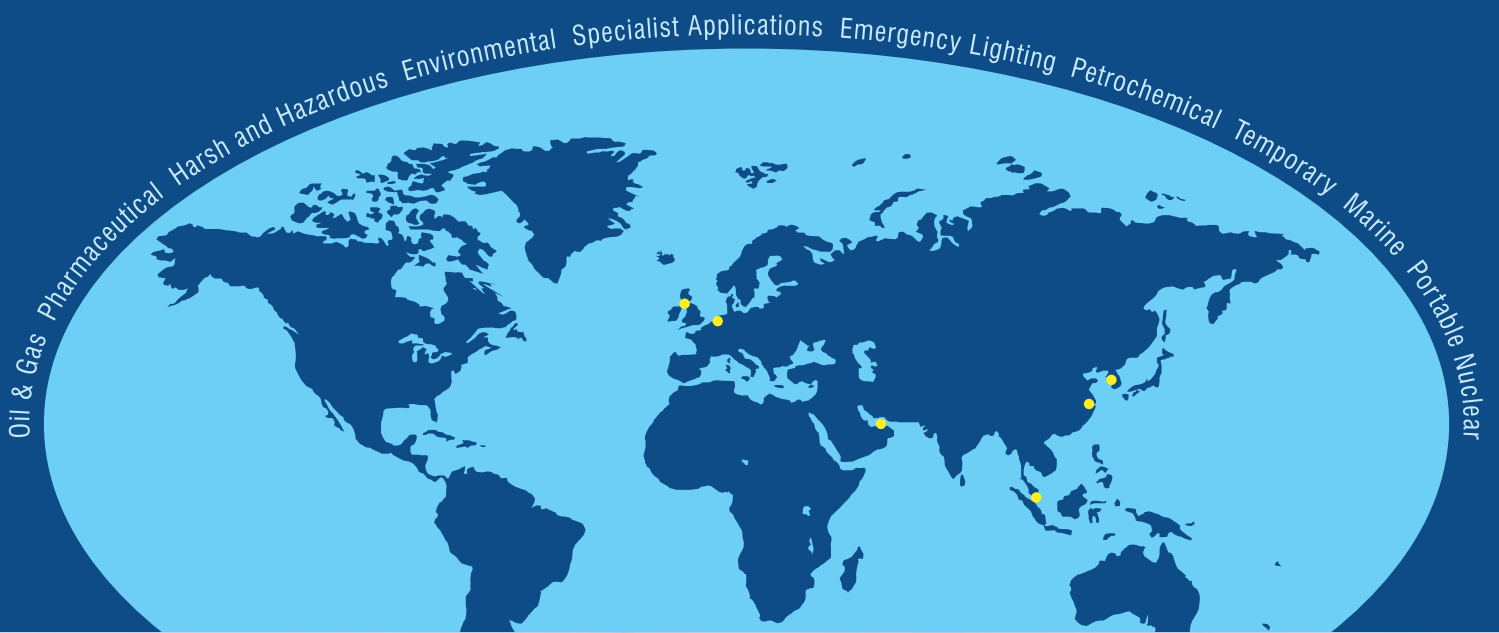 Oil & Gas Pharmaceutical Harsh and Hazardous Environmental Specialist Applications Emergency Lighting Petrochemical Temporary Marine Portable Nuclear